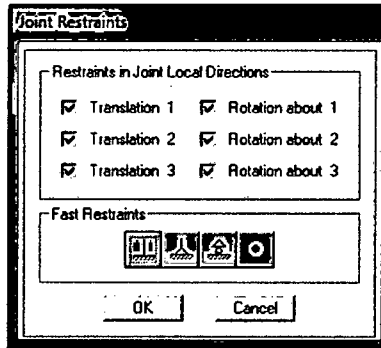 Joint Restraints
Restraints in Joint Local Directions
Translation 1 Rotation about 1
Translation 2 Rotation about 2
Translation 3 Rotation about 3
Fast Restraints
OK Cancel